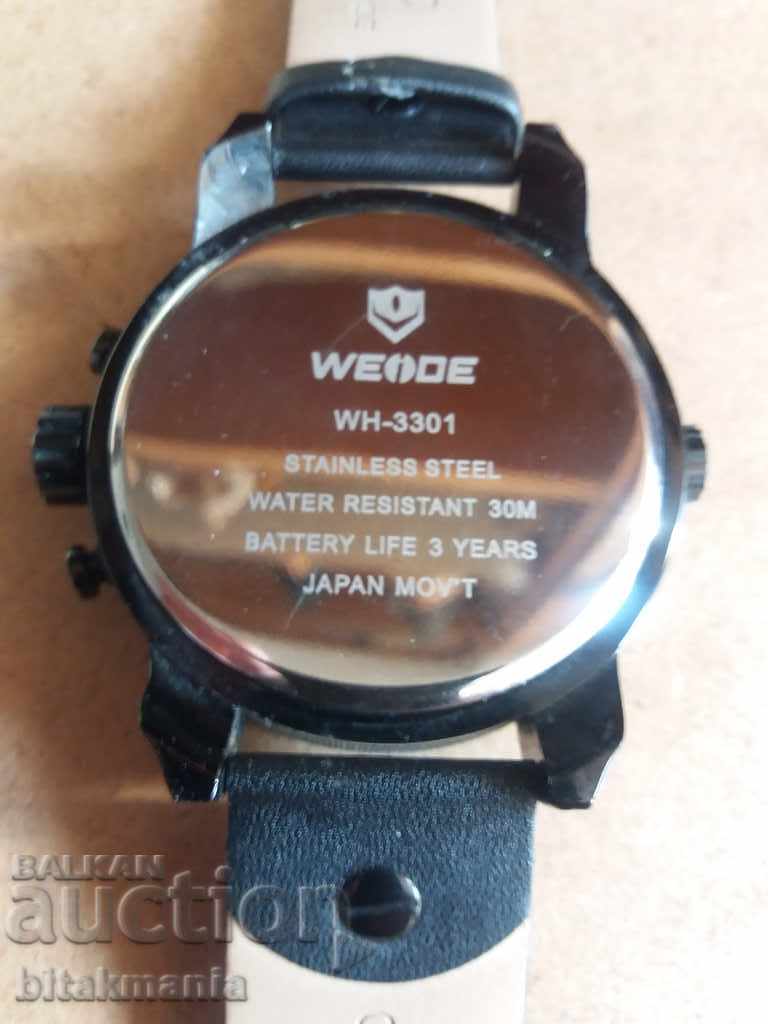 WEIDE
WH-3301
STAINLESS STEEL
WATER RESISTANT 30M
BATTERY LIFE 3 YEARS
JAPAN MOV'T
BALKAN
auction
bitakmania